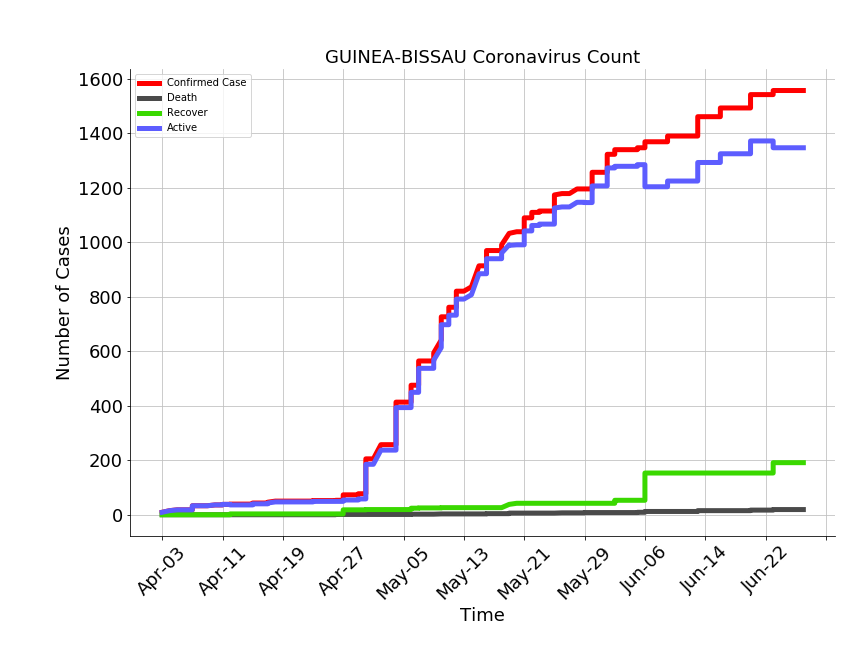 GUINEA-BISSAU Coronavirus Count
Confirmed Case
Death
Recover
Active
Number of Cases
1600
1400
1200
1000
800
600
400
200
0
Apr-03
Apr-11
Apr-19
Apr-27
May-05
May-13
May-21
May-29
Jun-06
Jun-14
Jun-22
Time